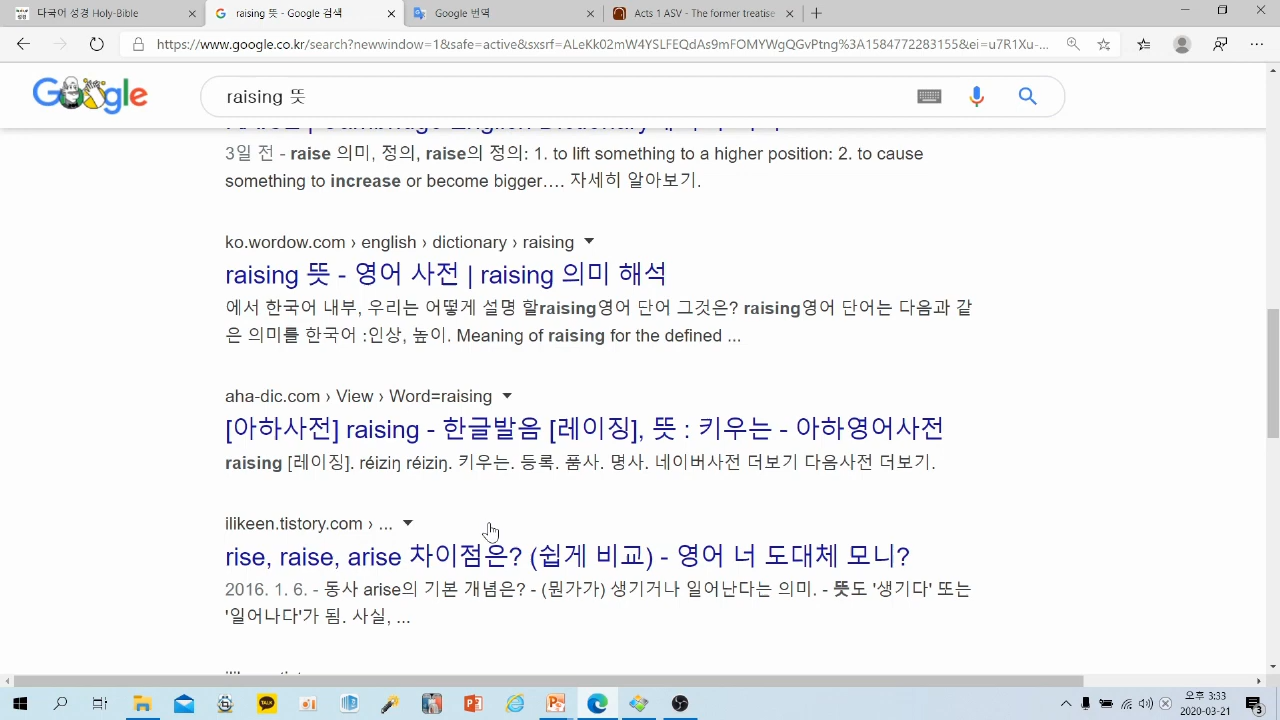 다국어 성경 Holy-Bible
raising 뜻 - Google 검색
Google 번역
Acts 1 ASV - The former treatise
https://www.google.co.kr/search?newwindow=1&safe=active&sxsrf=ALeKk02mW4YSLFEQdAs9mFOMYWgQGvPtng%3A1584772283155&ei=u7R1Xu-...
Google
raising 뜻
3일 전 - raise 의미, 정의, raise의 정의: 1. to lift something to a higher position: 2. to cause
something to increase or become bigger.… 자세히 알아보기.
ko.wordow.com › english › dictionary › raising
raising 뜻 - 영어 사전 | raising 의미 해석
에서 한국어 내부, 우리는 어떻게 설명 할raising영어 단어 그것은? raising영어 단어는 다음과 같
은 의미를 한국어 :인상, 높이. Meaning of raising for the defined ...
aha-dic.com › View › Word=raising
[아하사전] raising - 한글발음 [레이징], 뜻 : 키우는 - 아하영어사전
raising [레이징]. réiziŋ réiziŋ. 키우는. 등록. 품사. 명사. 네이버사전 더보기 다음사전 더보기.
ilikeen.tistory.com › ...
rise, raise, arise 차이점은? (쉽게 비교) - 영어 너 도대체 모니?
2016. 1. 6. - 동사 arise의 기본 개념은? - (뭔가가) 생기거나 일어난다는 의미. - 뜻도 '생기다' 또는
'일어나다'가 됨. 사실, ...
TALK
오후 3:33
2020-03-21
3